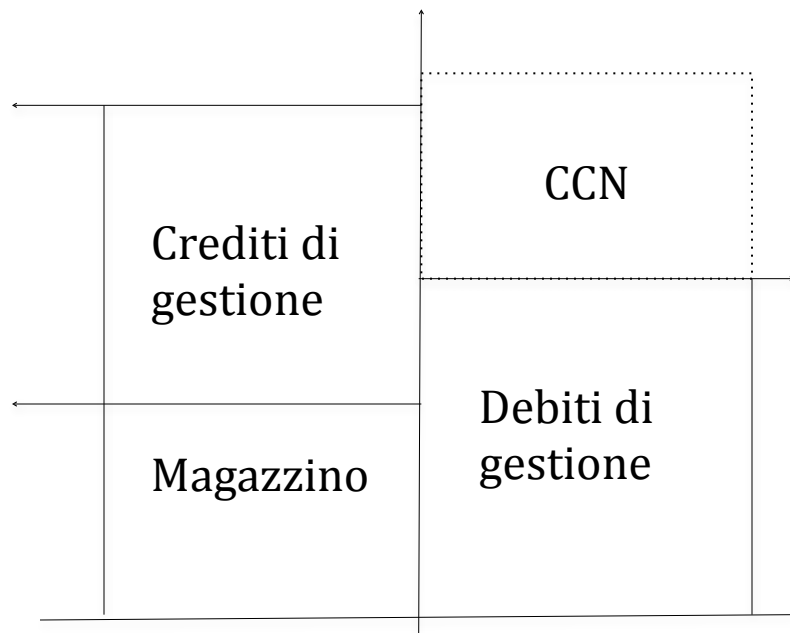 CCN
Crediti di
gestione
Debiti di
gestione
Magazzino